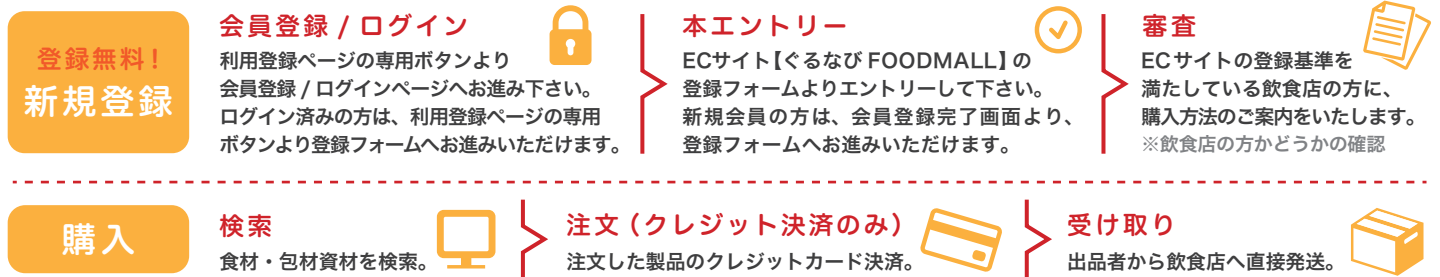 登録無料!
新規登録
会員登録 / ログイン
利用登録ページの専用ボタンより
会員登録 / ログインページへお進み下さい。
ログイン済みの方は、利用登録ページの専用
ボタンより登録フォームへお進みいただけます。
本エントリー
ECサイト【ぐるなび FOODMALL】の
登録フォームよりエントリーして下さい。
新規会員の方は、会員登録完了画面より、
登録フォームへお進みいただけます。
審査
ECサイトの登録基準を
満たしている飲食店の方に、
購入方法のご案内をいたします。
※飲食店の方かどうかの確認
購入
検索
食材・包材資材を検索。
注文（クレジット決済のみ）
注文した製品のクレジットカード決済。
受け取り
出品者から飲食店へ直接発送。